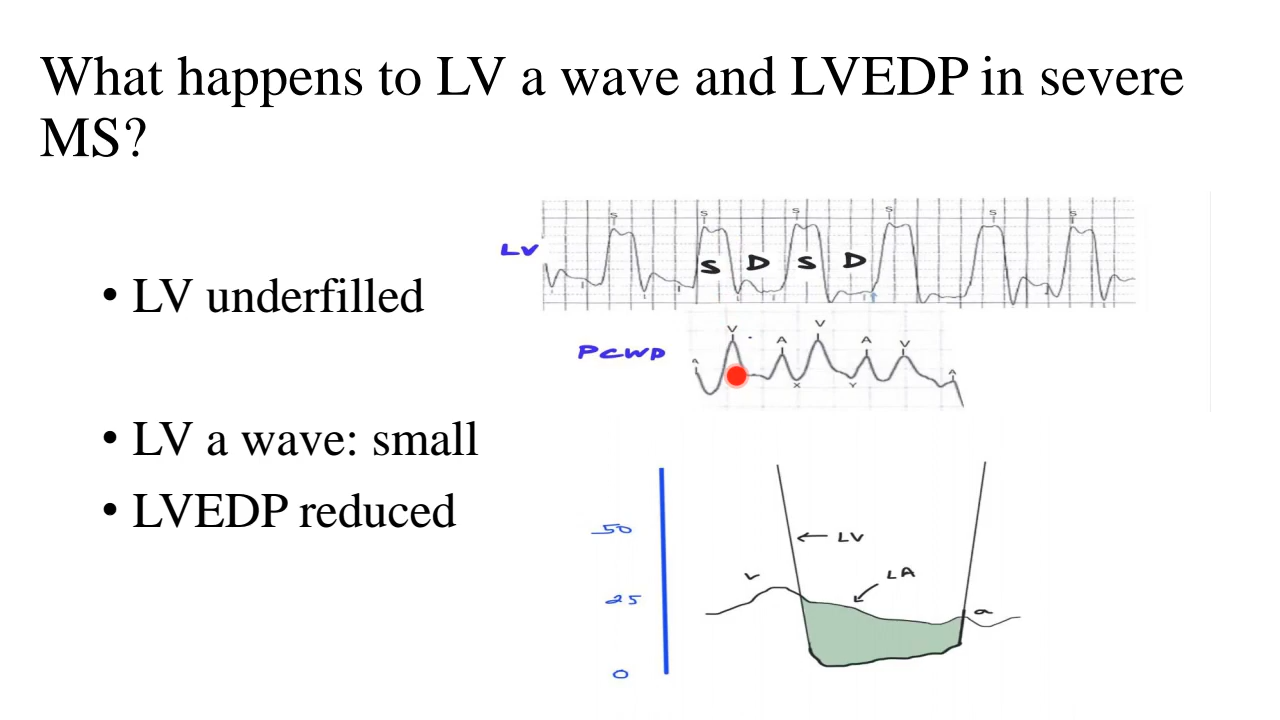 What happens to LV a wave and LVEDP in severe
MS?
S S S S S S
LV
S D S D
• LV underfilled
V V
A A V
PCWP
A A
X Y
• LV a wave: small
• LVEDP reduced
50
← LV
v LA
25
a
0